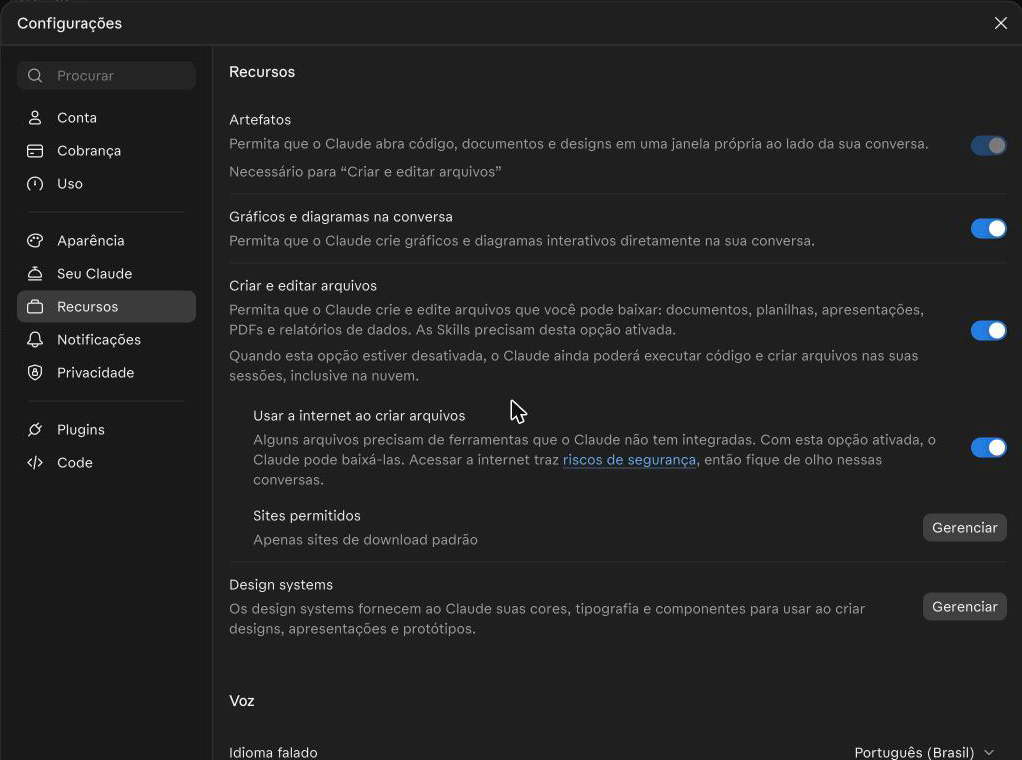 Configurações
Procurar
Conta
Cobrança
Uso
Aparência
Seu Claude
Recursos
Notificações
Privacidade
Plugins
Code
Recursos
Artefatos
Permita que o Claude abra código, documentos e designs em uma janela própria ao lado da sua conversa.
Necessário para “Criar e editar arquivos”
Gráficos e diagramas na conversa
Permita que o Claude crie gráficos e diagramas interativos diretamente na sua conversa.
Criar e editar arquivos
Permita que o Claude crie e edite arquivos que você pode baixar: documentos, planilhas, apresentações,
PDFs e relatórios de dados. As Skills precisam desta opção ativada.
Quando esta opção estiver desativada, o Claude ainda poderá executar código e criar arquivos nas suas
sessões, inclusive na nuvem.
Usar a internet ao criar arquivos
Alguns arquivos precisam de ferramentas que o Claude não tem integradas. Com esta opção ativada, o
Claude pode baixá-las. Acessar a internet traz riscos de segurança, então fique de olho nessas
conversas.
Sites permitidos
Apenas sites de download padrão
Gerenciar
Design systems
Os design systems fornecem ao Claude suas cores, tipografia e componentes para usar ao criar
designs, apresentações e protótipos.
Gerenciar
Voz
Idioma falado
Português (Brasil)